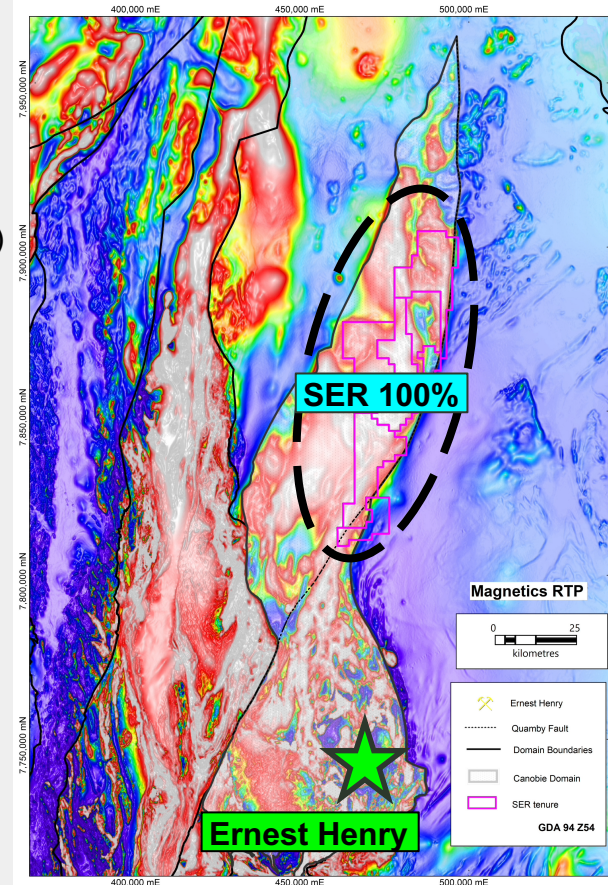 400,000 mE
450,000 mE
500,000 mE
7,950,000 mN
7,900,000 mN
7,850,000 mN
7,800,000 mN
7,750,000 mN
SER 100%
Magnetics RTP
0 25
kilometres
Ernest Henry
Quamby Fault
Domain Boundaries
Canobie Domain
SER tenure
GDA 94 Z54
Ernest Henry
400,000 mE
450,000 mE
500,000 mE